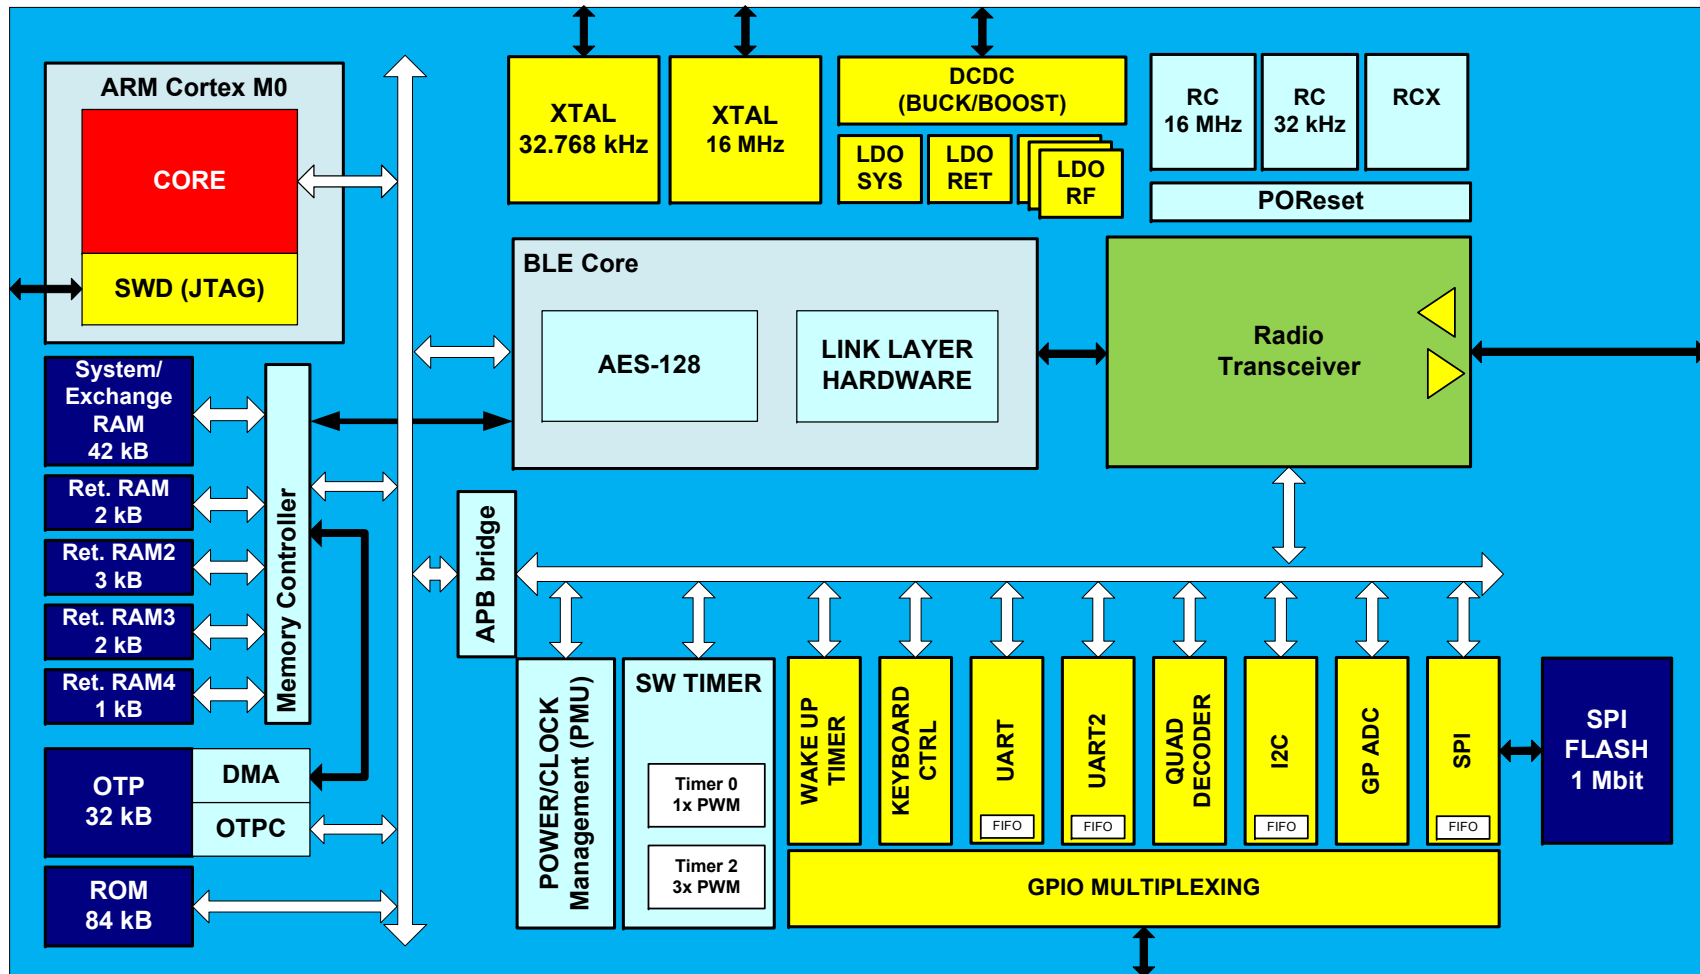 ARM Cortex M0
CORE
SWD (JTAG)
XTAL
32.768 kHz
XTAL
16 MHz
DCDC
(BUCK/BOOST)
LDO
SYS
LDO
RET
LDO
RF
RC
16 MHz
RC
32 kHz
RCX
POReset
BLE Core
AES-128
LINK LAYER
HARDWARE
Radio
Transceiver
System/
Exchange
RAM
42 kB
Ret. RAM
2 kB
Ret. RAM2
3 kB
Ret. RAM3
2 kB
Ret. RAM4
1 kB
Memory Controller
OTP
32 kB
DMA
OTPC
ROM
84 kB
APB bridge
POWER/CLOCK
Management (PMU)
SW TIMER
Timer 0
1x PWM
Timer 2
3x PWM
WAKE UP
TIMER
KEYBOARD
CTRL
UART
FIFO
UART2
FIFO
QUAD
DECODER
I2C
FIFO
GP ADC
SPI
FIFO
SPI
FLASH
1 Mbit
GPIO MULTIPLEXING